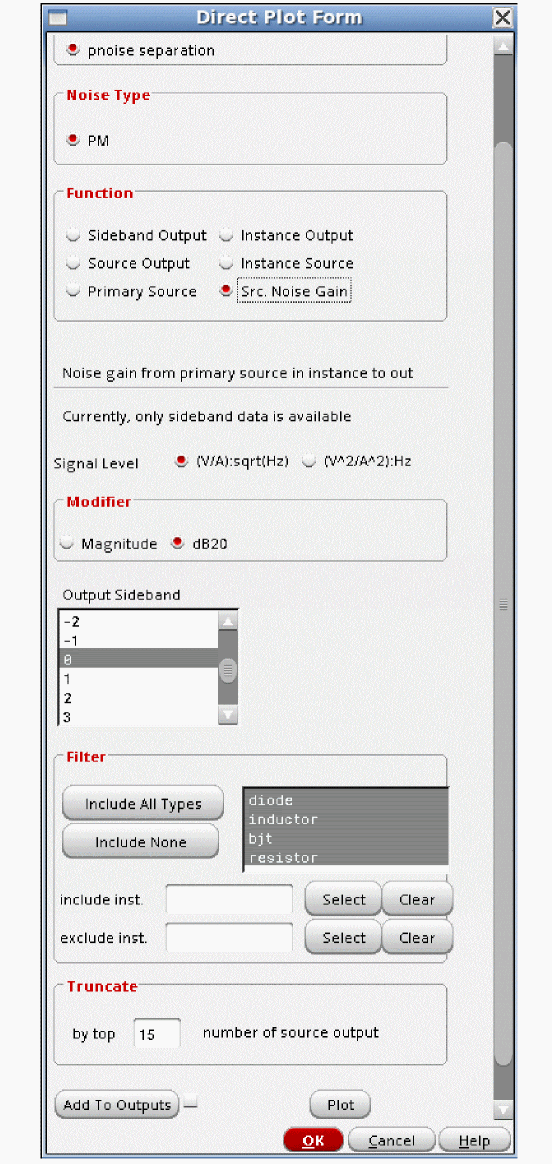 Direct Plot Form
pnoise separation
Noise Type
PM
Function
Sideband Output Instance Output
Source Output Instance Source
Primary Source Src. Noise Gain
Noise gain from primary source in instance to out
Currently, only sideband data is available
Signal Level (V/A):sqrt(Hz) (V^2/A^2):Hz
Modifier
Magnitude dB20
Output Sideband
-2
-1
0
1
2
3
Filter
Include All Types
Include None
diode
inductor
bjt
resistor
include inst. Select Clear
exclude inst. Select Clear
Truncate
by top 15 number of source output
Add To Outputs Plot
OK Cancel Help